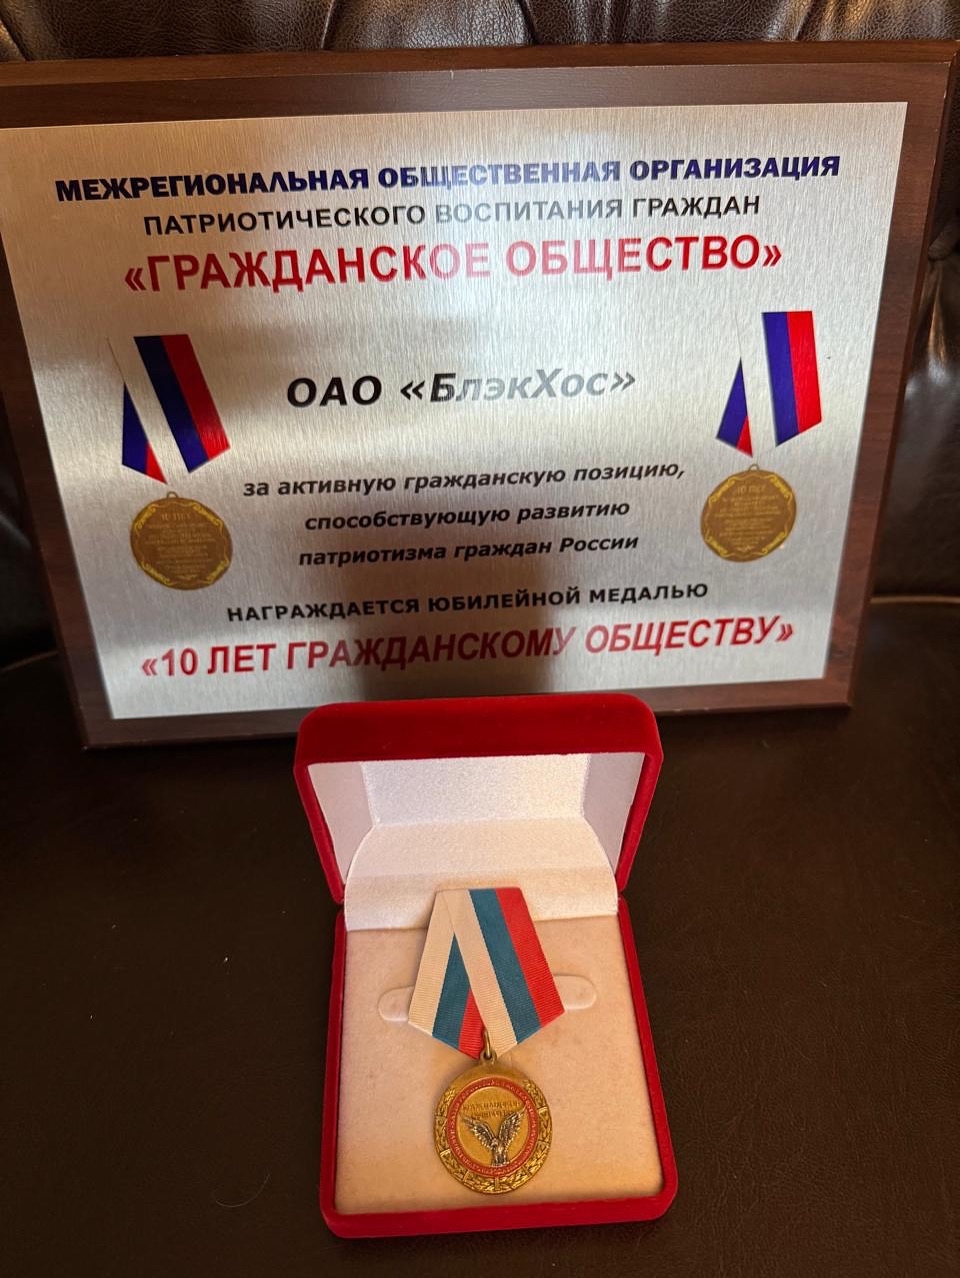 МЕЖРЕГИОНАЛЬНАЯ ОБЩЕСТВЕННАЯ ОРГАНИЗАЦИЯ
ПАТРИОТИЧЕСКОГО ВОСПИТАНИЯ ГРАЖДАН
«ГРАЖДАНСКОЕ ОБЩЕСТВО»
ОАО «БлэкХос»
за активную гражданскую позицию,
способствующую развитию
патриотизма граждан России
НАГРАЖДАЕТСЯ ЮБИЛЕЙНОЙ МЕДАЛЬЮ
«10 ЛЕТ ГРАЖДАНСКОМУ ОБЩЕСТВУ»